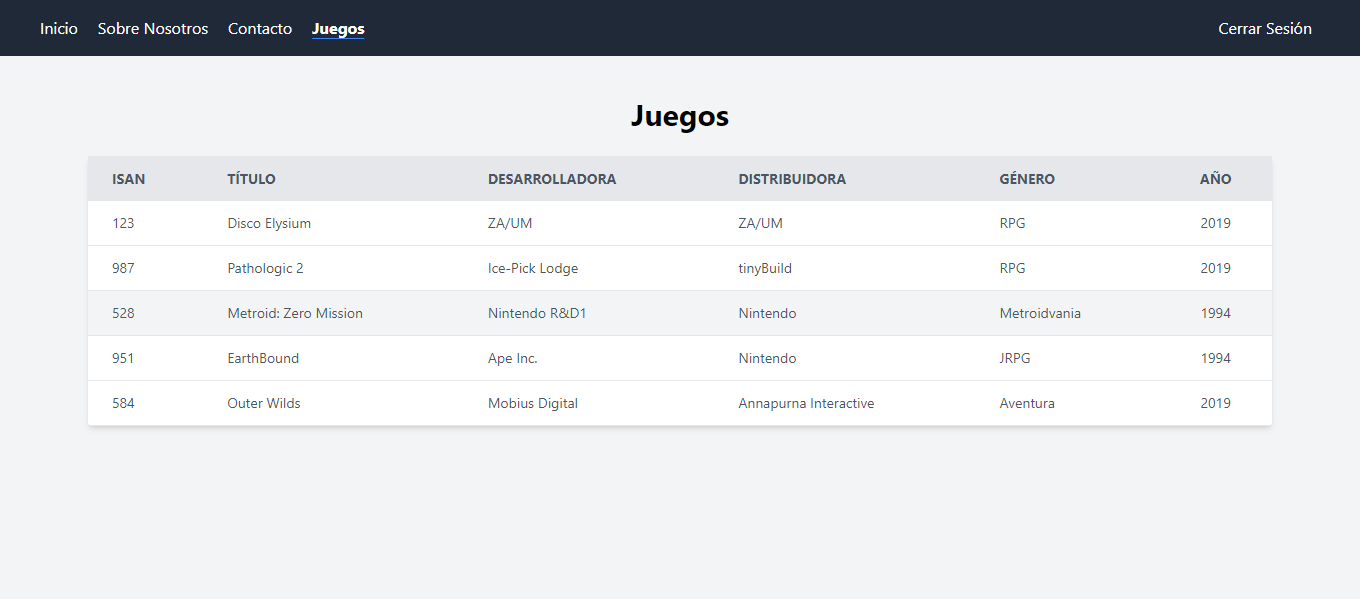 Inicio Sobre Nosotros Contacto Juegos Cerrar Sesión
Juegos
ISAN TÍTULO DESARROLLADORA DISTRIBUIDORA GÉNERO AÑO
123 Disco Elysium ZA/UM ZA/UM RPG 2019
987 Pathologic 2 Ice-Pick Lodge tinyBuild RPG 2019
528 Metroid: Zero Mission Nintendo R&D1 Nintendo Metroidvania 1994
951 EarthBound Ape Inc. Nintendo JRPG 1994
584 Outer Wilds Mobius Digital Annapurna Interactive Aventura 2019